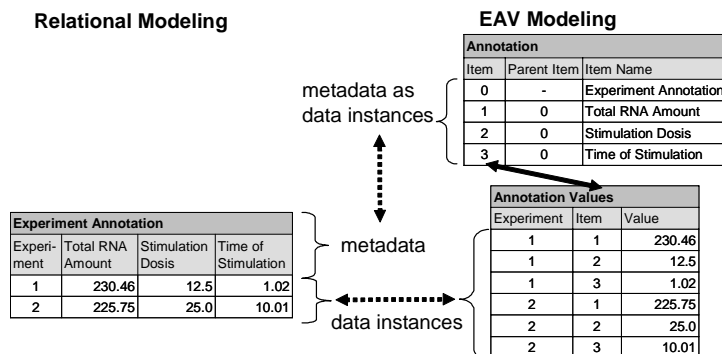 Relational Modeling
EAV Modeling
Annotation
Item Parent Item Item Name
0 - Experiment Annotation
1 0 Total RNA Amount
2 0 Stimulation Dosis
3 0 Time of Stimulation
metadata as
data instances
Experiment Annotation
Experi-
ment
Total RNA
Amount
Stimulation
Dosis
Time of
Stimulation
1 230.46 12.5 1.02
2 225.75 25.0 10.01
metadata
data instances
Annotation Values
Experiment Item Value
1 1 230.46
1 2 12.5
1 3 1.02
2 1 225.75
2 2 25.0
2 3 10.01